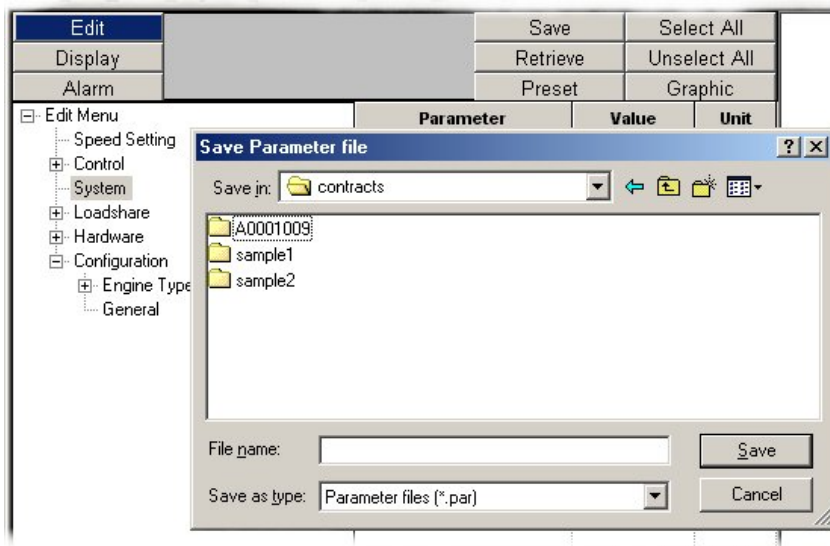 Edit Save Select All
Display Retrieve Unselect All
Alarm Preset Graphic
Edit Menu Parameter Value Unit
Speed Setting
Save Parameter file
Control
Save in: contracts
System
Loadshare
A0001009
Hardware
sample1
Configuration
sample2
Engine Type
General
File name: Save
Save as type: Parameter files (*.par) Cancel